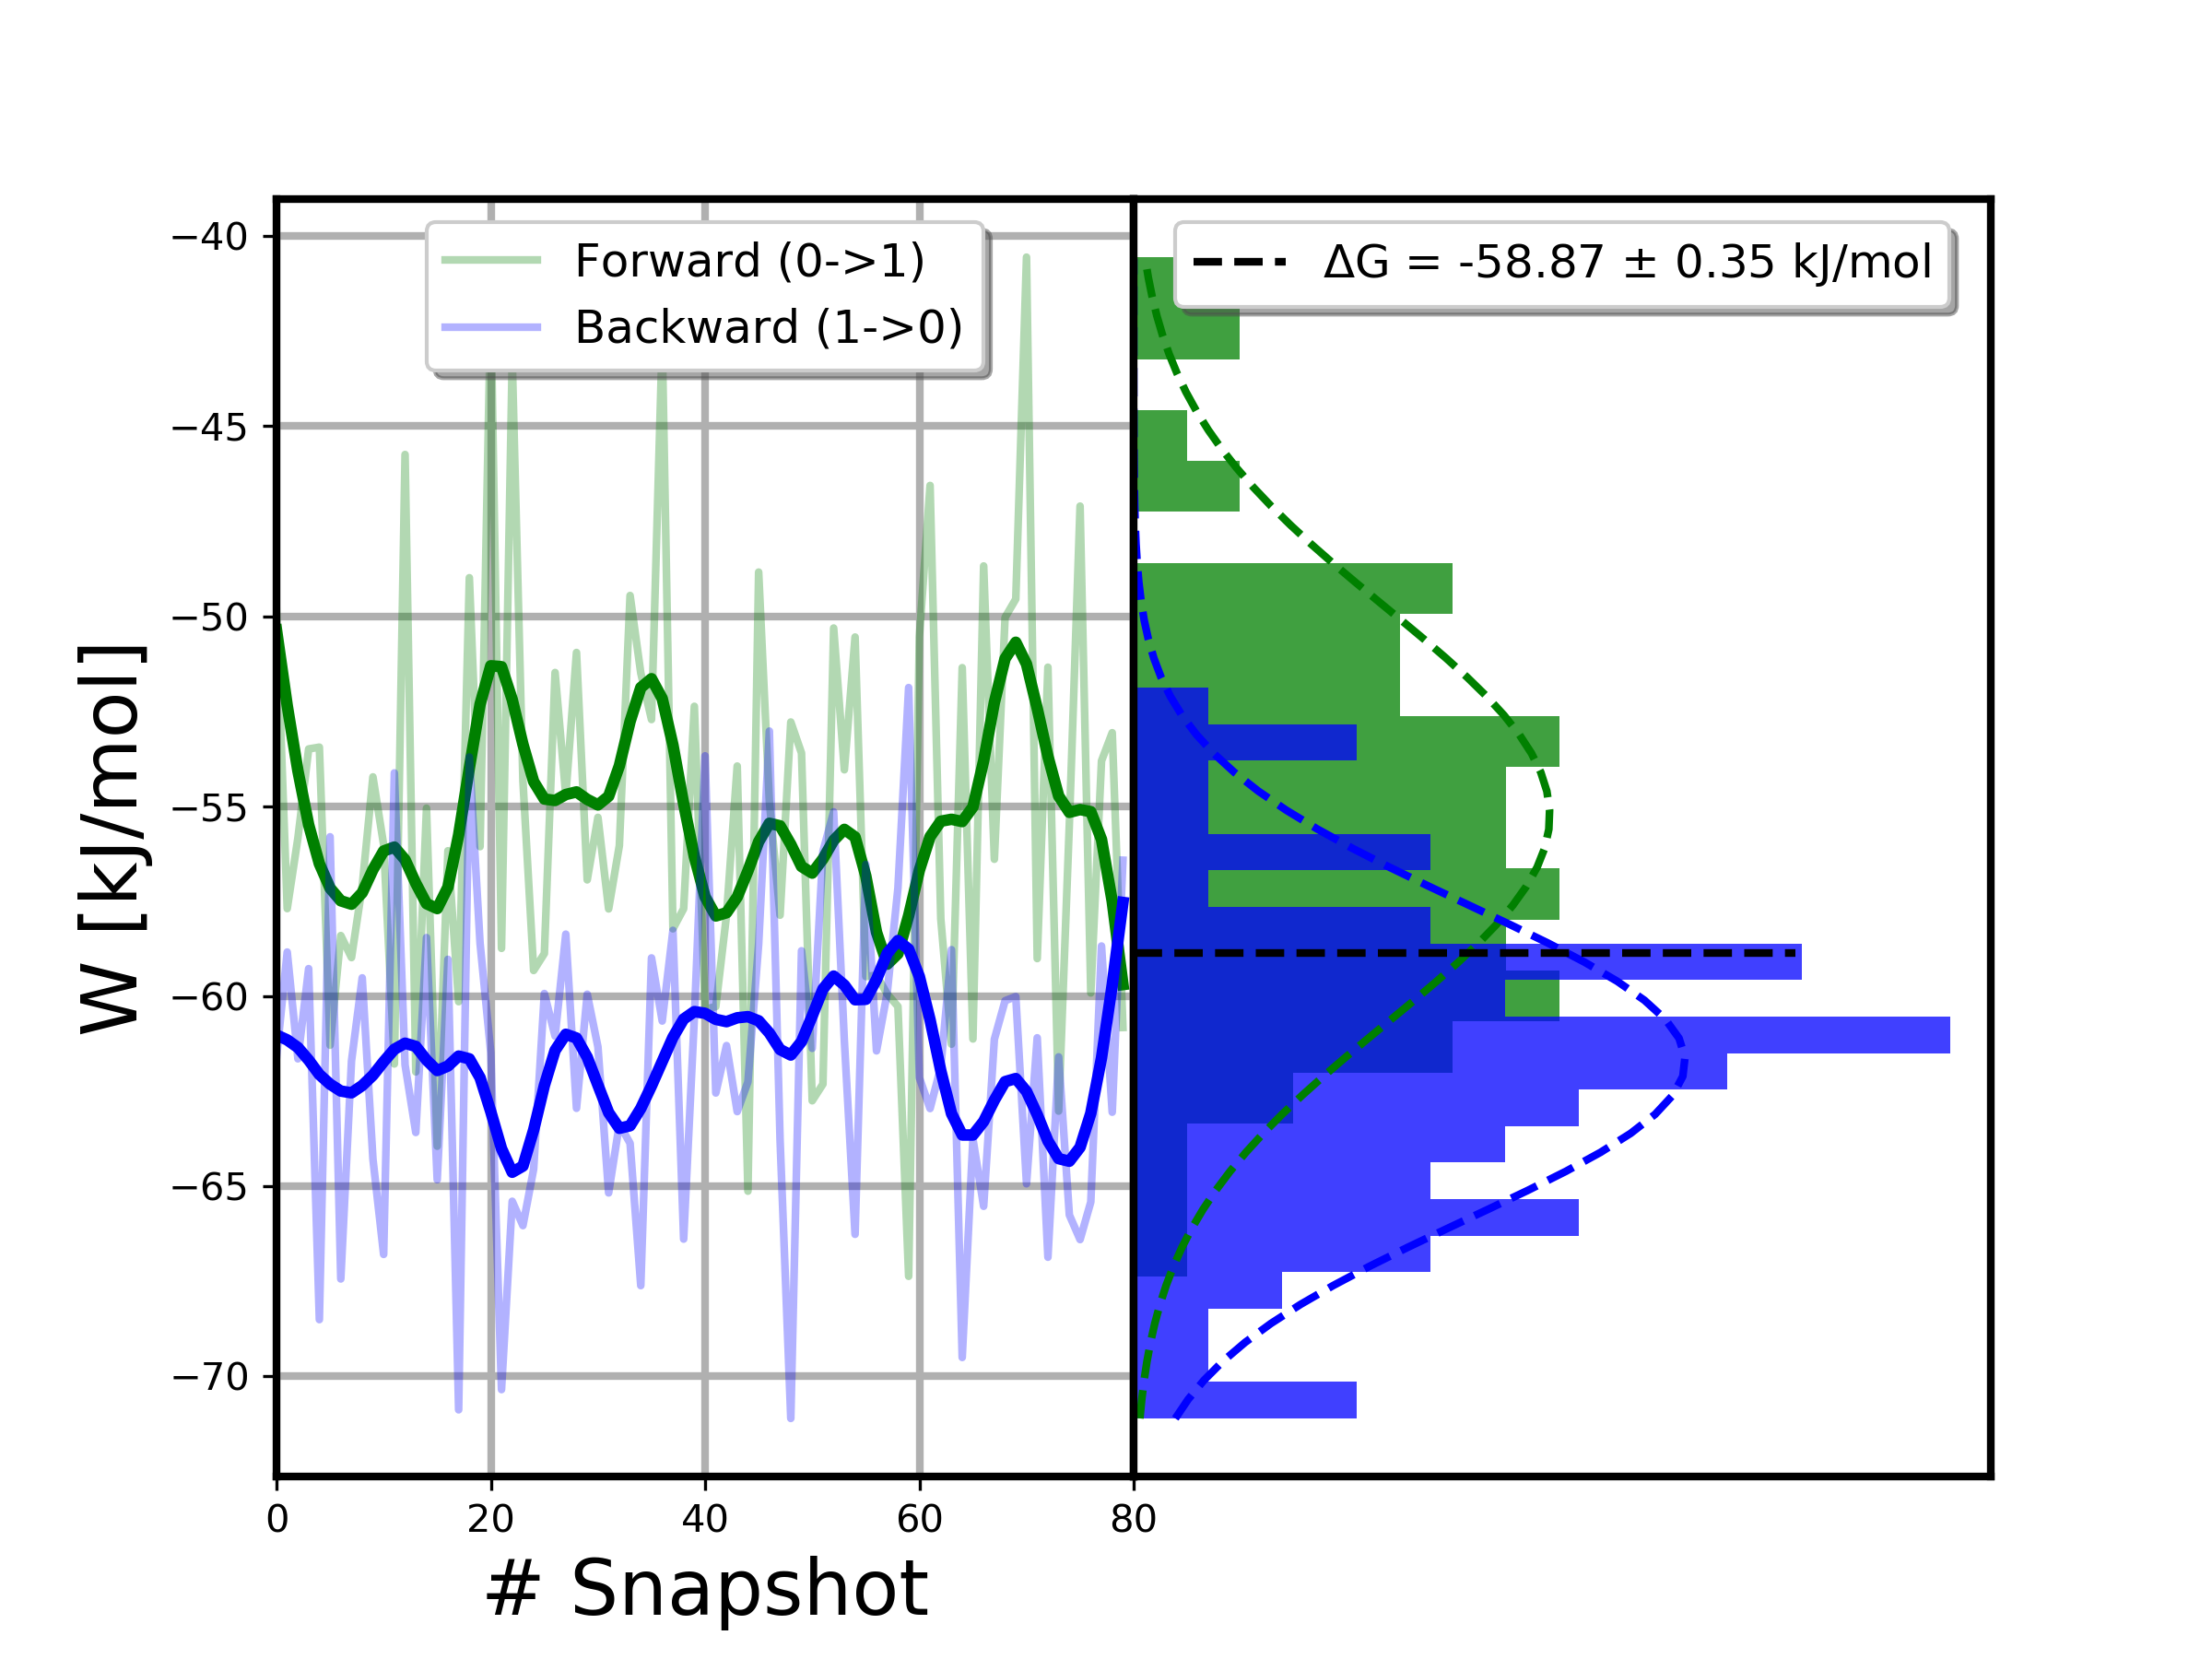 Forward (0->1)
Backward (1->0)
ΔG = -58.87 ± 0.35 kJ/mol
W [kJ/mol]
−40
−45
−50
−55
−60
−65
−70
0 20 40 60 80
# Snapshot